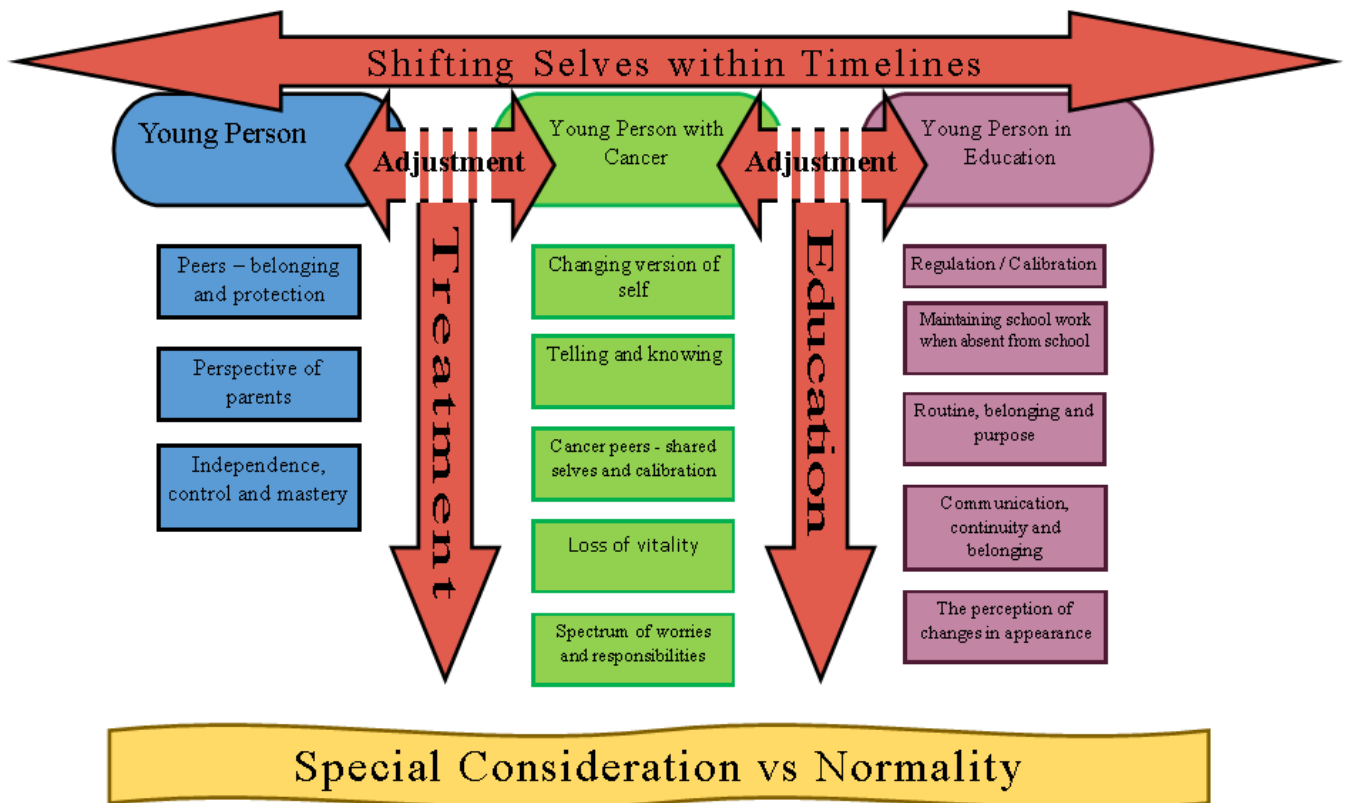 Shifting Selves within Timelines
Young Person
Adjustment
Young Person with
Cancer
Adjustment
Young Person in
Education
Treatment
Education
Peers – belonging
and protection
Perspective of
parents
Independence,
control and mastery
Changing version of
self
Telling and knowing
Cancer peers - shared
selves and calibration
Loss of vitality
Spectrum of worries
and responsibilities
Regulation / Calibration
Maintaining school work
when absent from school
Routine, belonging and
purpose
Communication,
continuity and
belonging
The perception of
changes in appearance
Special Consideration vs Normality